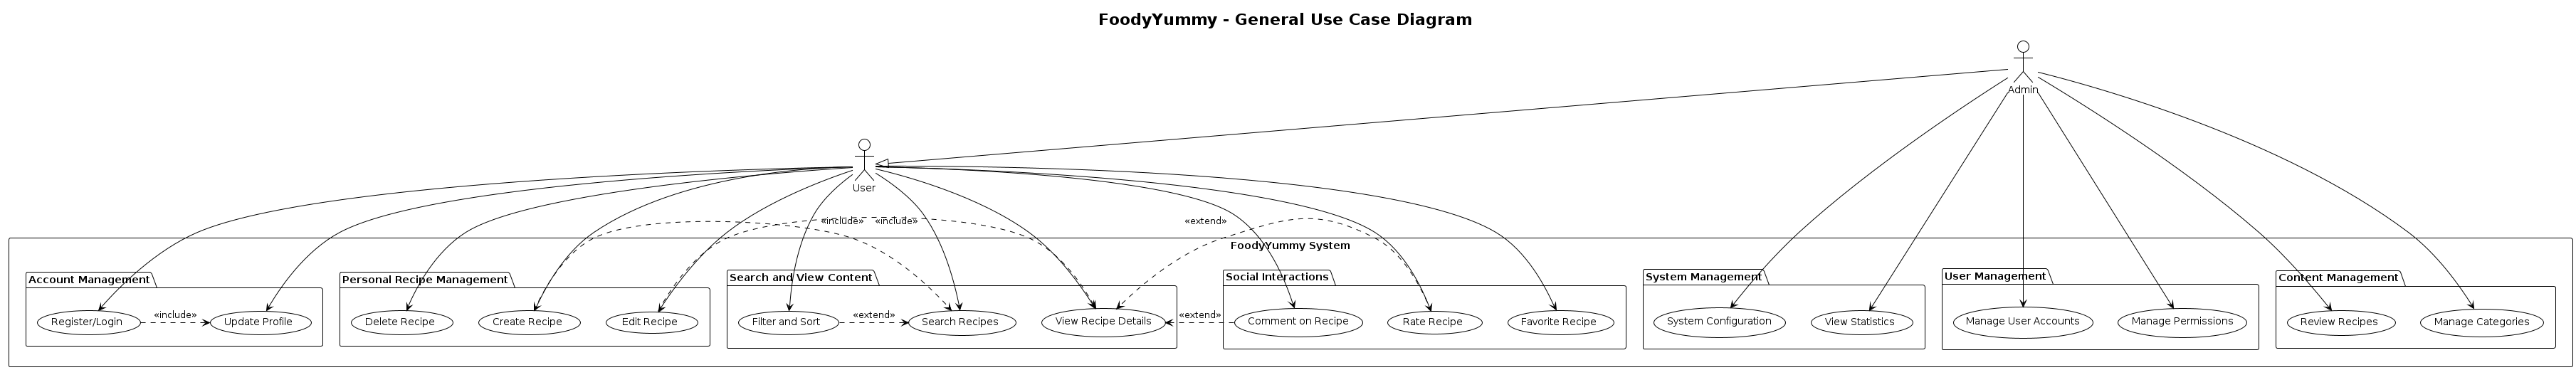 FoodyYummy - General Use Case Diagram
Admin
User
«include»
«include»
«extend»
FoodyYummy System
Account Management
Personal Recipe Management
Search and View Content
Social Interactions
System Management
User Management
Content Management
Register/Login
«include»
Update Profile
Delete Recipe
Create Recipe
Edit Recipe
Filter and Sort
«extend»
Search Recipes
View Recipe Details
«extend»
Comment on Recipe
Rate Recipe
Favorite Recipe
System Configuration
View Statistics
Manage User Accounts
Manage Permissions
Review Recipes
Manage Categories